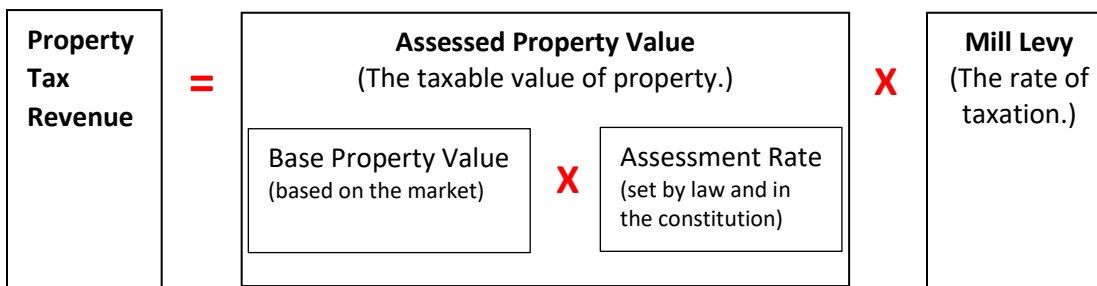 Property
Tax
Revenue
=
Assessed Property Value
(The taxable value of property.)
Base Property Value
(based on the market)
X
Assessment Rate
(set by law and in
the constitution)
X
Mill Levy
(The rate of
taxation.)